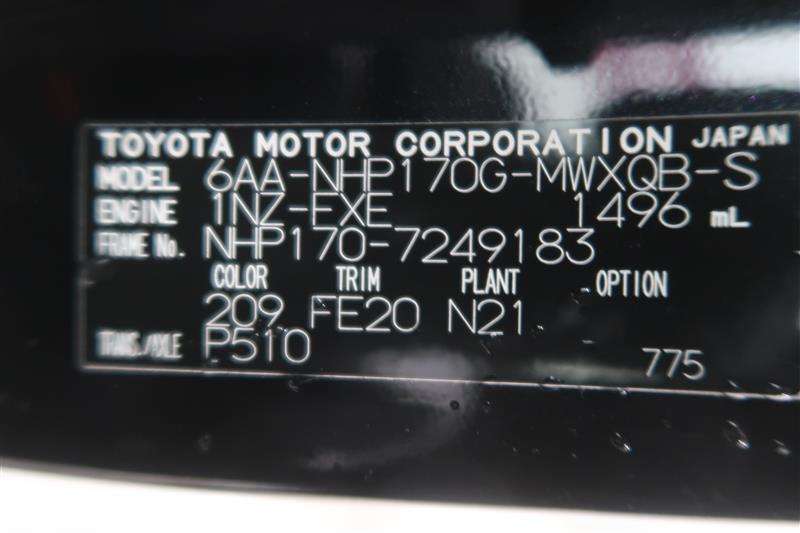 TOYOTA MOTOR CORPORATION JAPAN
MODEL 6AA-NHP170G-MWXQB-S
ENGINE 1NZ-FXE 1496 mL
FRAME No. NHP170-7249183
COLOR TRIM PLANT OPTION
209 FE20 N21
TRANS./AXLE P510 775